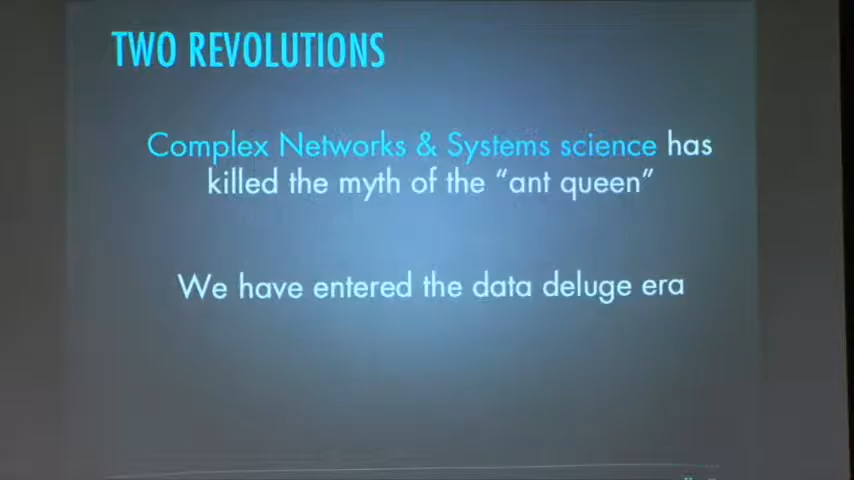 TWO REVOLUTIONS
Complex Networks & Systems science has
killed the myth of the “ant queen”
We have entered the data deluge era